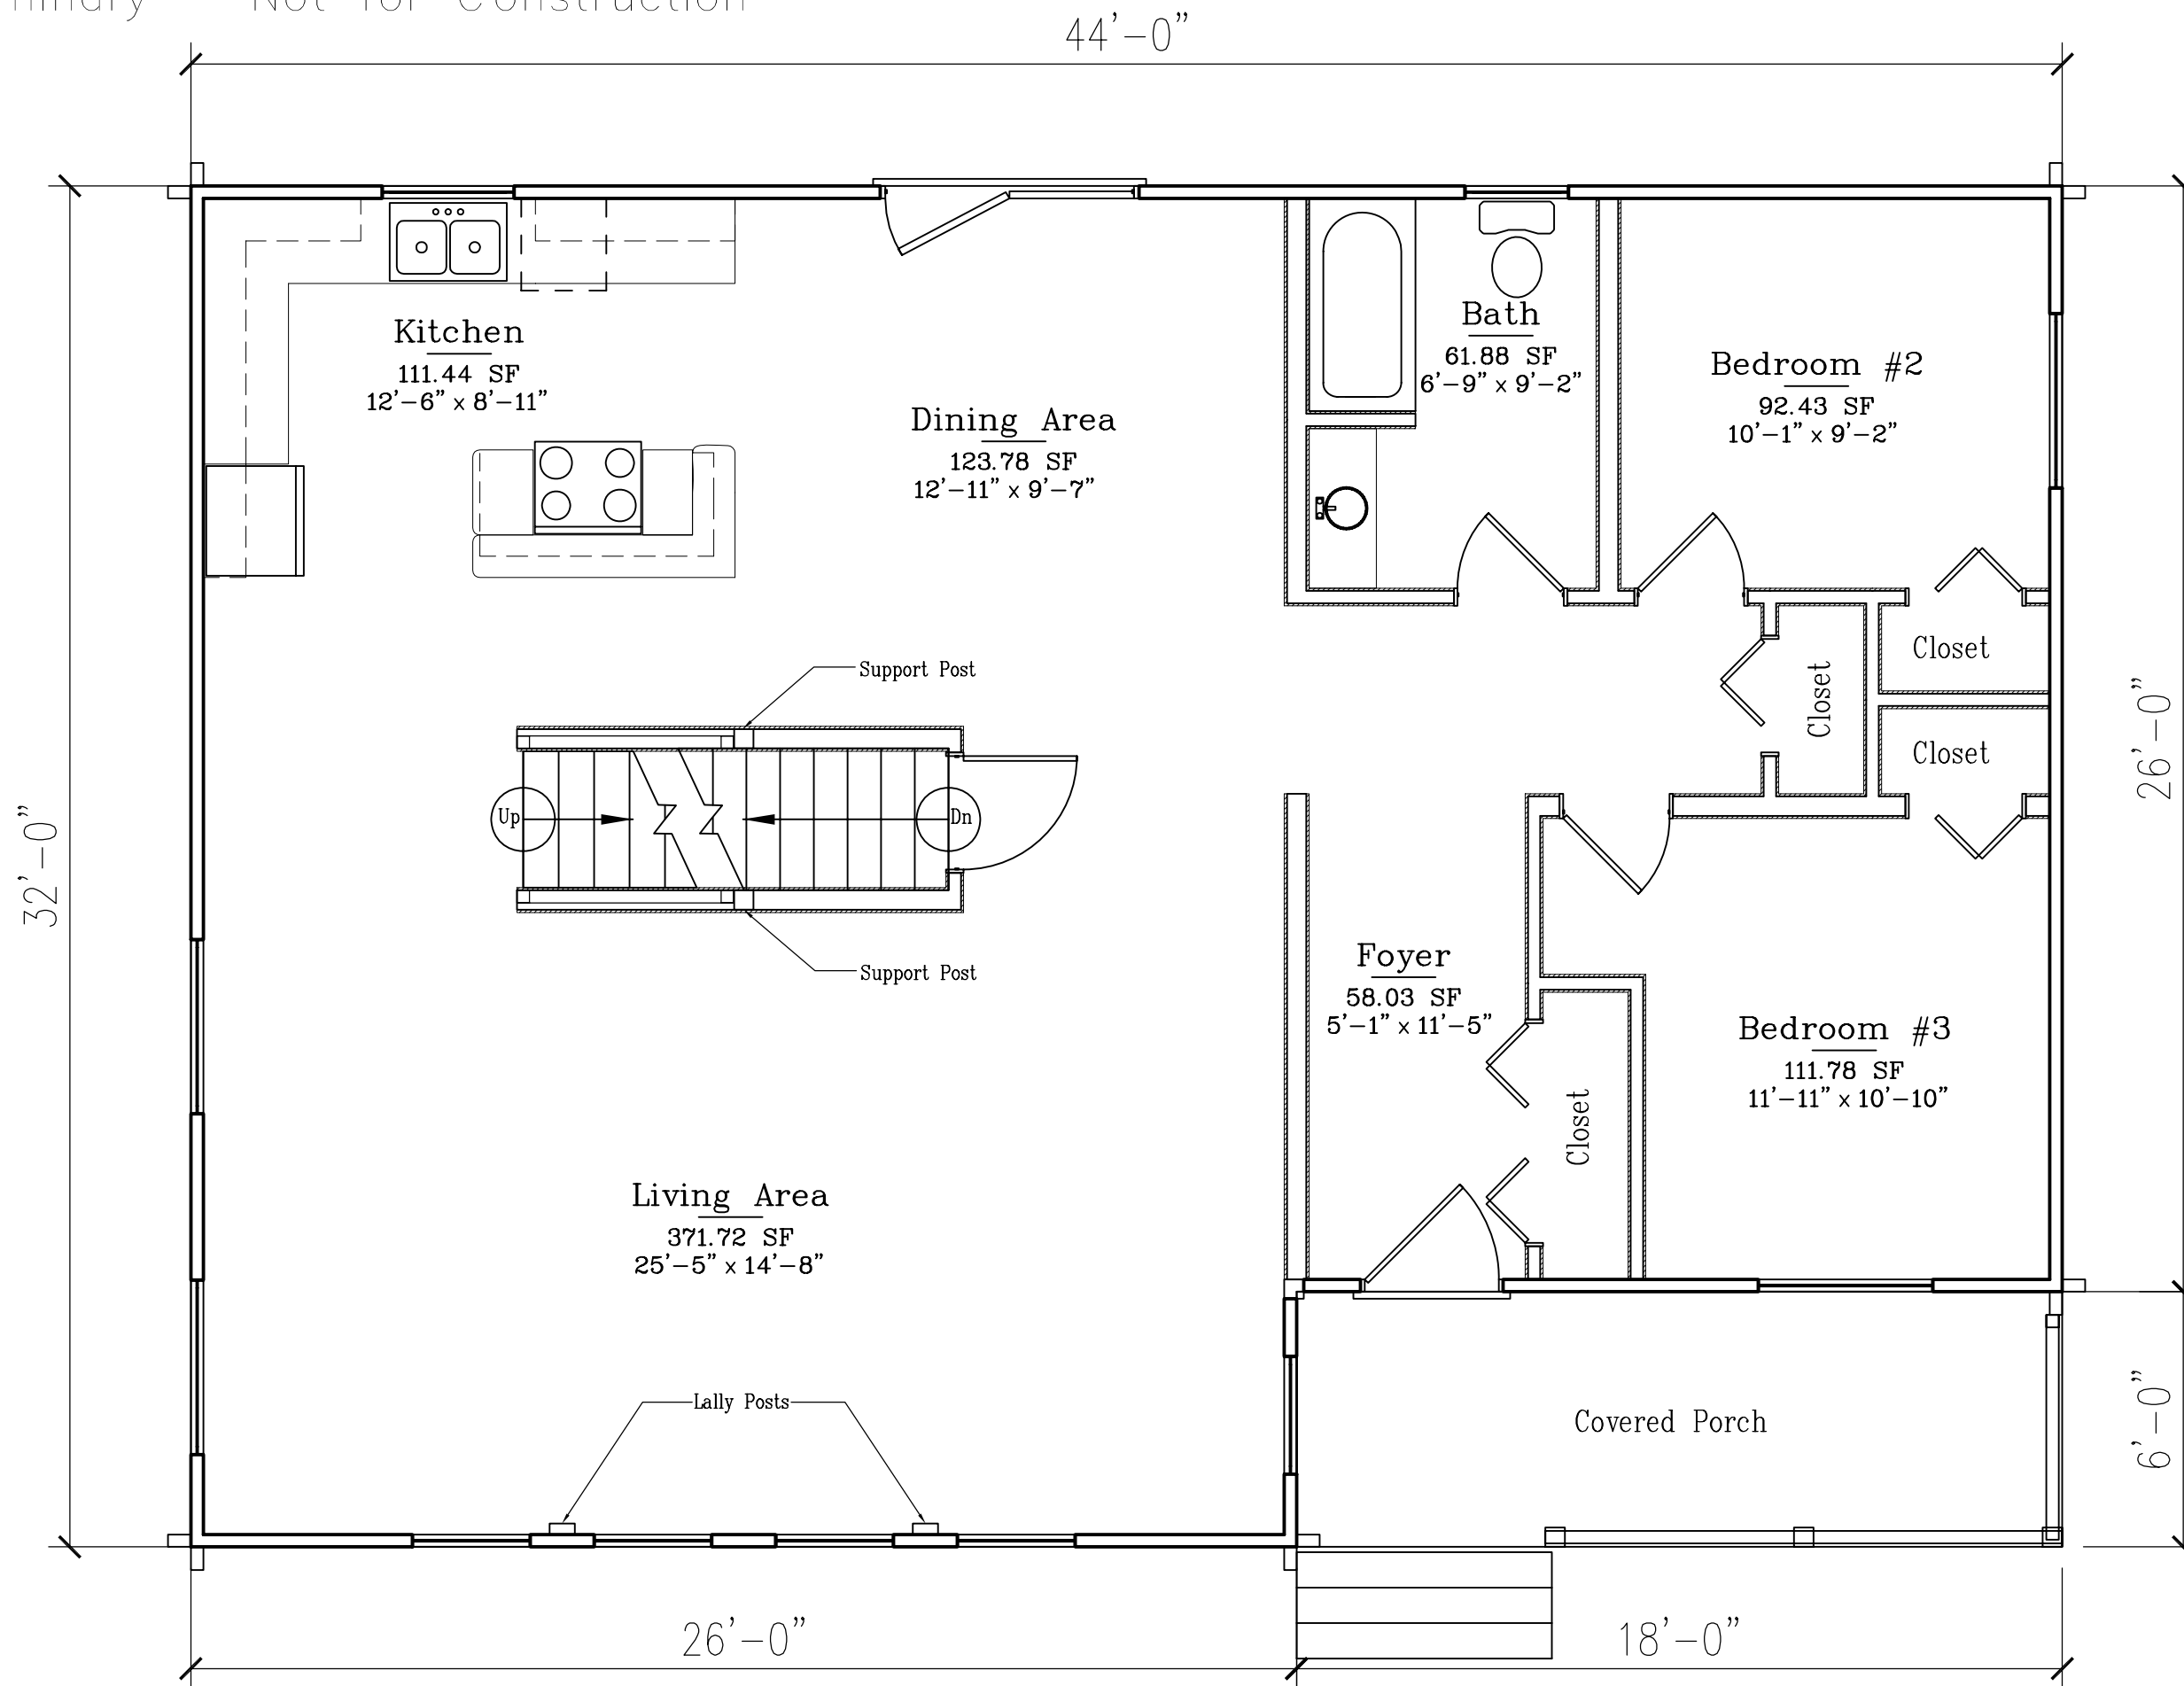 Not for Construction
44'-0"
Kitchen
111.44 SF
12'-6" x 8'-11"
Dining Area
123.78 SF
12'-11" x 9'-7"
Bath
61.88 SF
6'-9" x 9'-2"
Bedroom #2
92.43 SF
10'-1" x 9'-2"
Closet
Closet
Closet
Support Post
Up
Dn
Support Post
32'-0"
26'-0"
Foyer
58.03 SF
5'-1" x 11'-5"
Closet
Bedroom #3
111.78 SF
11'-11" x 10'-10"
Living Area
371.72 SF
25'-5" x 14'-8"
Lally Posts
Covered Porch
6'-0"
26'-0"
18'-0"